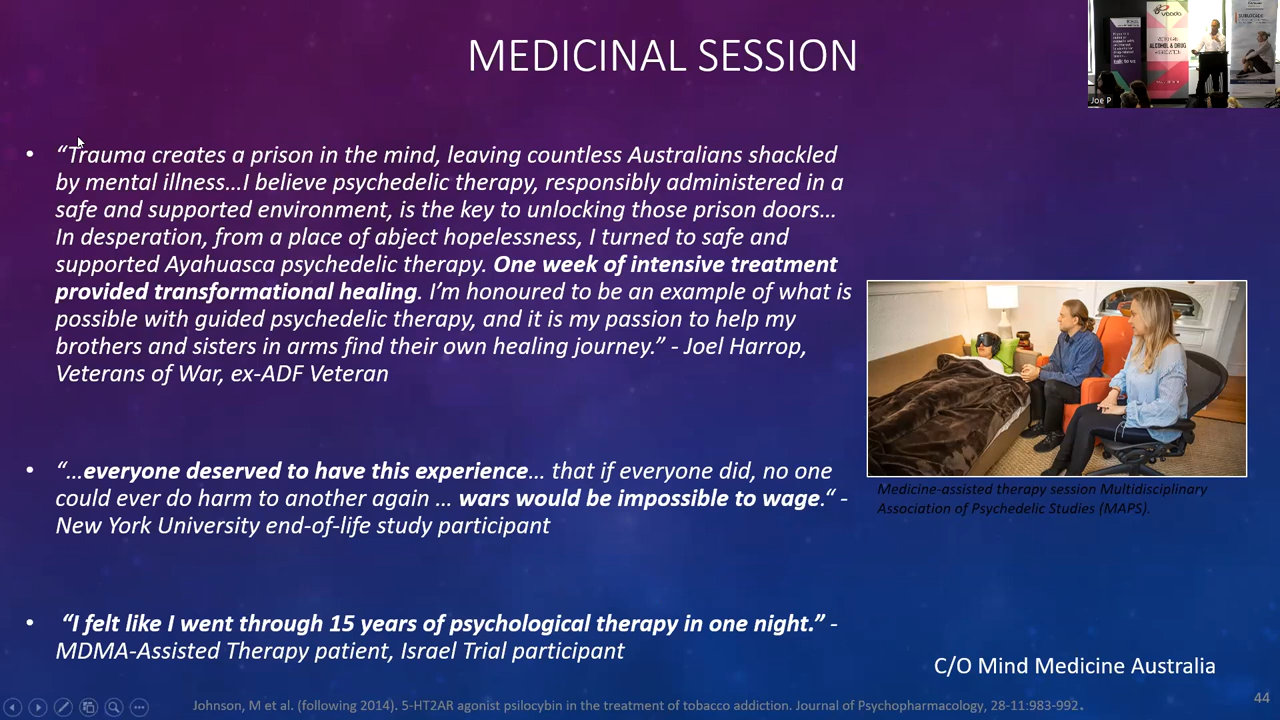 MEDICINAL SESSION
vaada
ALCOHOL & DRUG
talk to us
Joe P
• “Trauma creates a prison in the mind, leaving countless Australians shackled
by mental illness…I believe psychedelic therapy, responsibly administered in a
safe and supported environment, is the key to unlocking those prison doors…
In desperation, from a place of abject hopelessness, I turned to safe and
supported Ayahuasca psychedelic therapy. One week of intensive treatment
provided transformational healing. I’m honoured to be an example of what is
possible with guided psychedelic therapy, and it is my passion to help my
brothers and sisters in arms find their own healing journey.” - Joel Harrop,
Veterans of War, ex-ADF Veteran
• “…everyone deserved to have this experience… that if everyone did, no one
could ever do harm to another again … wars would be impossible to wage.“ -
New York University end-of-life study participant
• “I felt like I went through 15 years of psychological therapy in one night.” -
MDMA-Assisted Therapy patient, Israel Trial participant
Medicine-assisted therapy session Multidisciplinary
Association of Psychedelic Studies (MAPS).
C/O Mind Medicine Australia
Johnson, M et al. (following 2014). 5-HT2AR agonist psilocybin in the treatment of tobacco addiction. Journal of Psychopharmacology, 28-11:983-992.
44